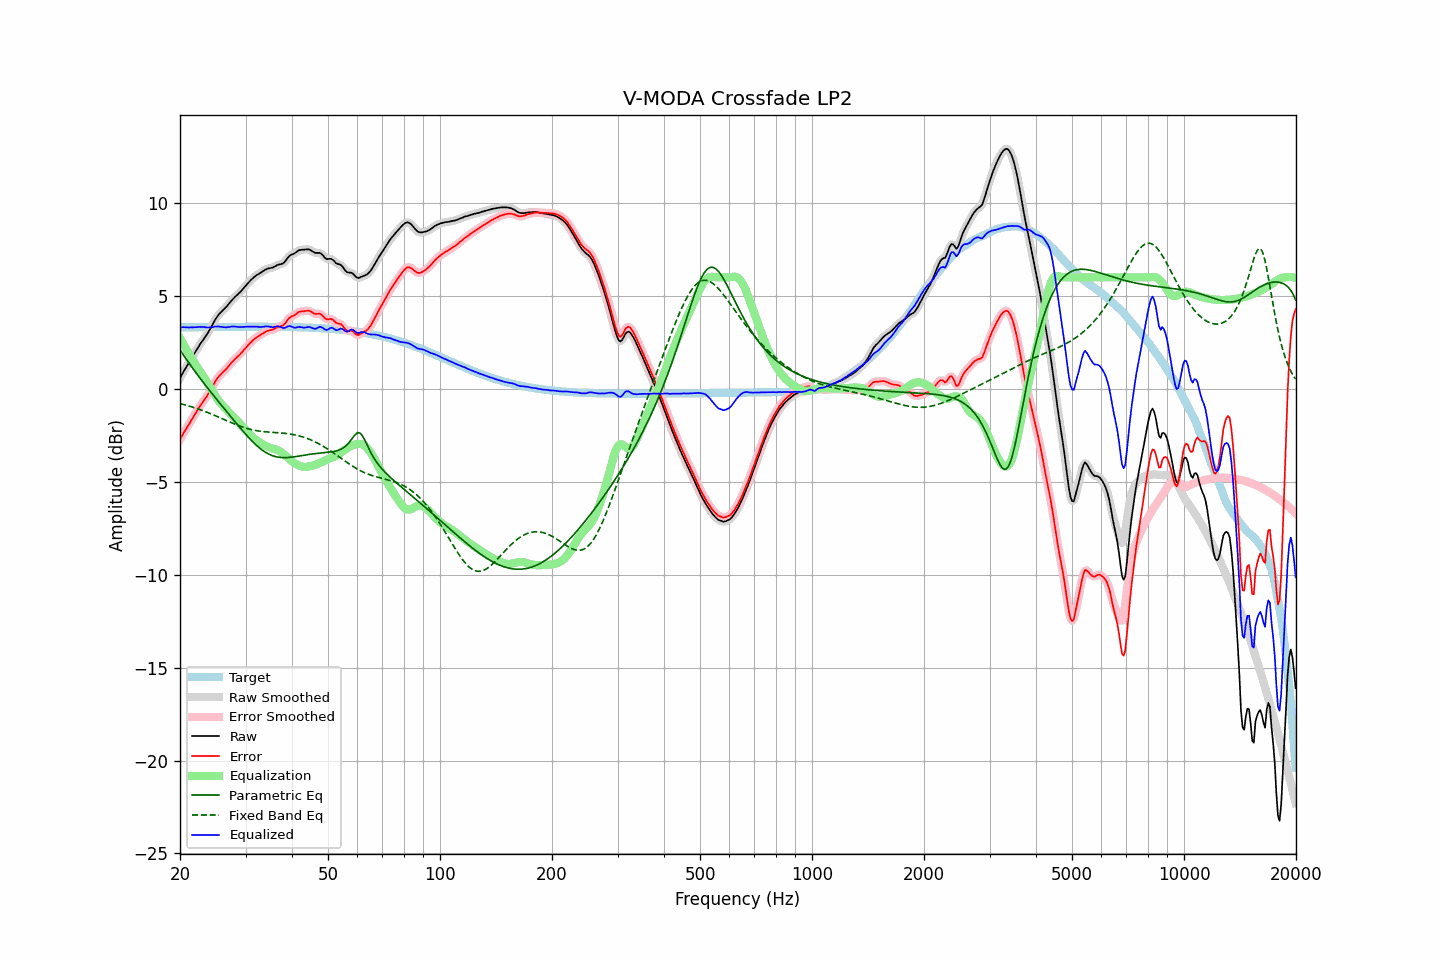 V-MODA Crossfade LP2
Amplitude (dBr)
10
5
0
−5
−10
−15
−20
−25
Target
Raw Smoothed
Error Smoothed
Raw
Error
Equalization
Parametric Eq
Fixed Band Eq
Equalized
20 50 100 200 500 1000 2000 5000 10000 20000
Frequency (Hz)